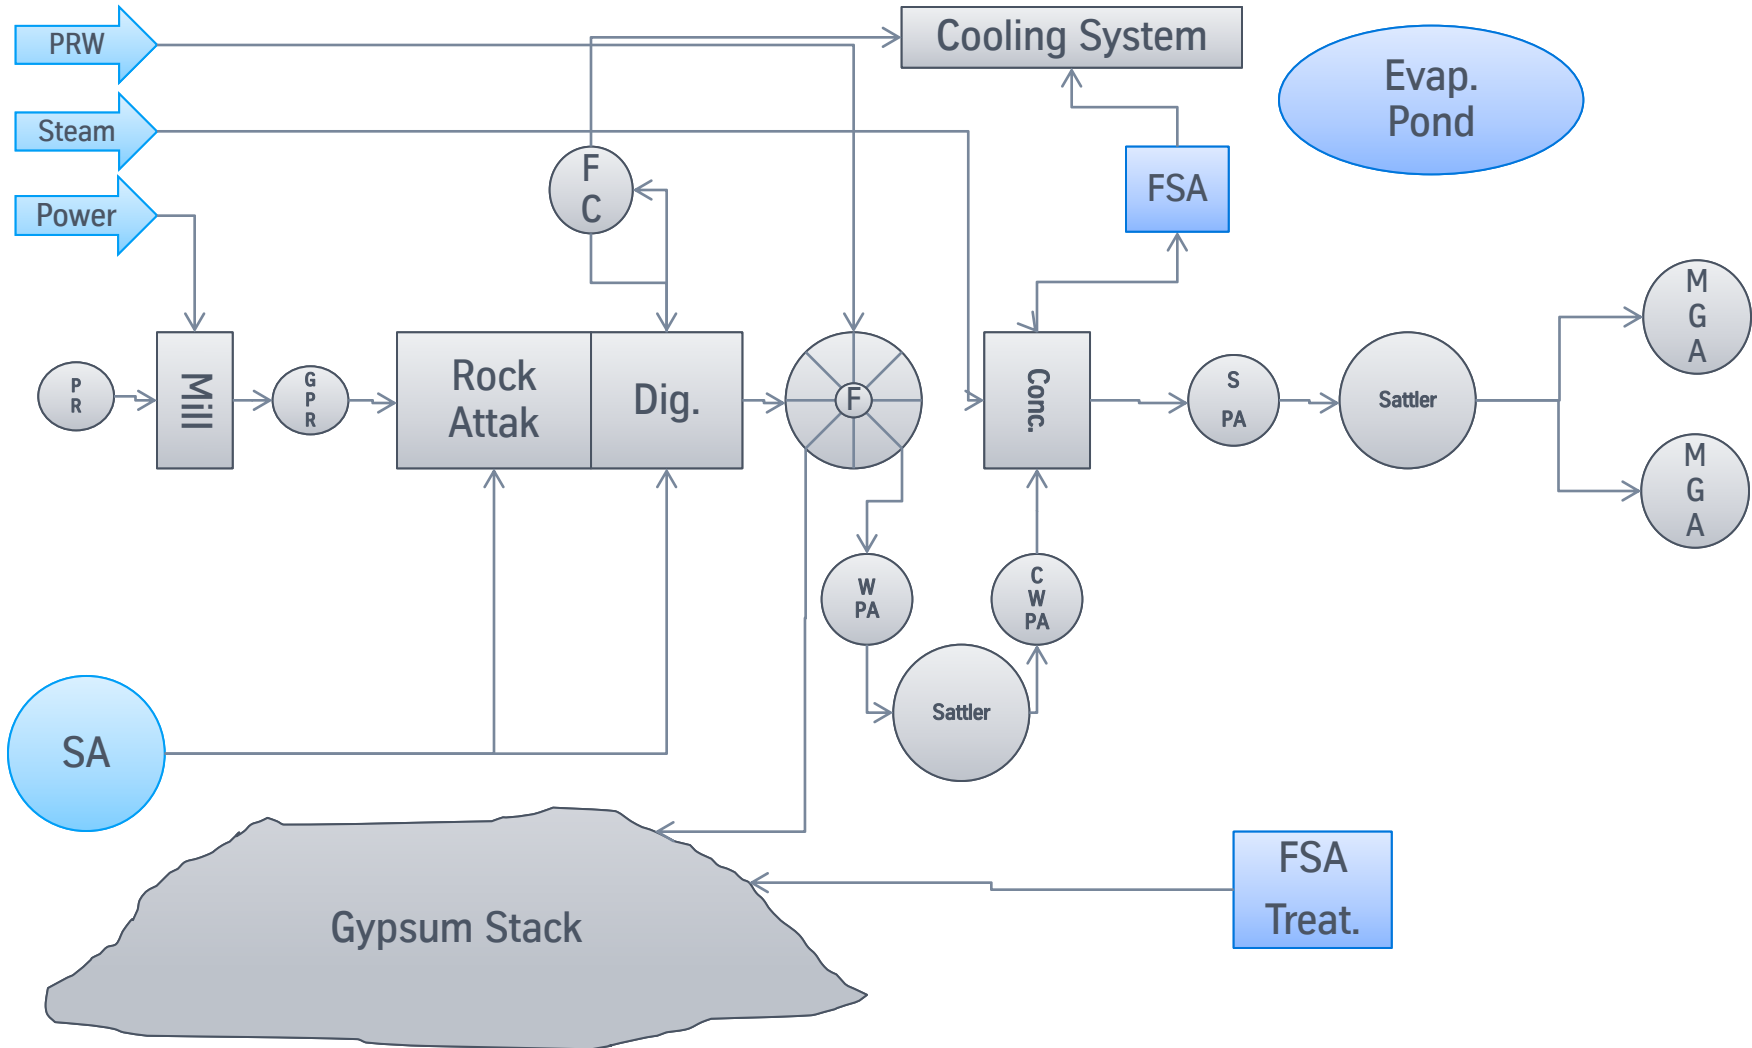 PRW
Cooling System
Evap.
Pond
Steam
F
C
FSA
Power
M
G
A
Mill
P
R
G
P
R
Rock
Attak
Dig.
F
Conc.
S
PA
Sattler
M
G
A
W
PA
C
W
PA
Sattler
SA
Gypsum Stack
FSA
Treat.